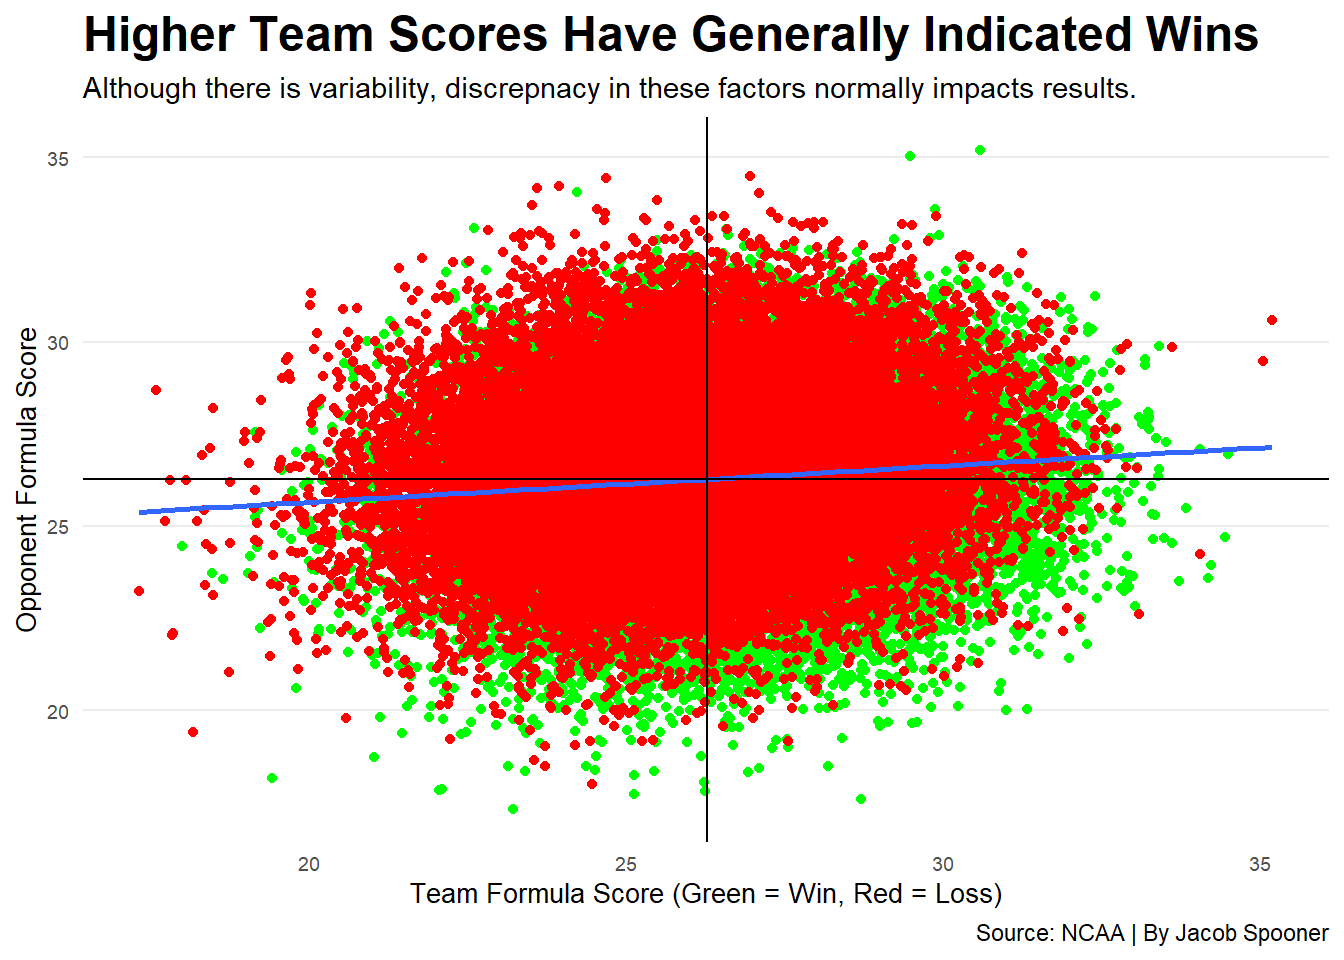 Higher Team Scores Have Generally Indicated Wins
Although there is variability, discrepnacy in these factors normally impacts results.
35
30
25
20
Opponent Formula Score
20 25 30 35
Team Formula Score (Green = Win, Red = Loss)
Source: NCAA | By Jacob Spooner